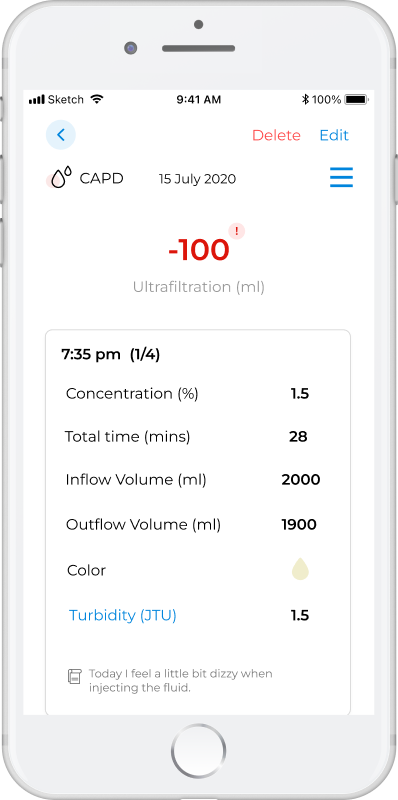 Sketch 9:41 AM 100%
Delete Edit
CAPD 15 July 2020
-100 !
Ultrafiltration (ml)
7:35 pm (1/4)
Concentration (%) 1.5
Total time (mins) 28
Inflow Volume (ml) 2000
Outflow Volume (ml) 1900
Color
Turbidity (JTU) 1.5
Today I feel a little bit dizzy when
injecting the fluid.